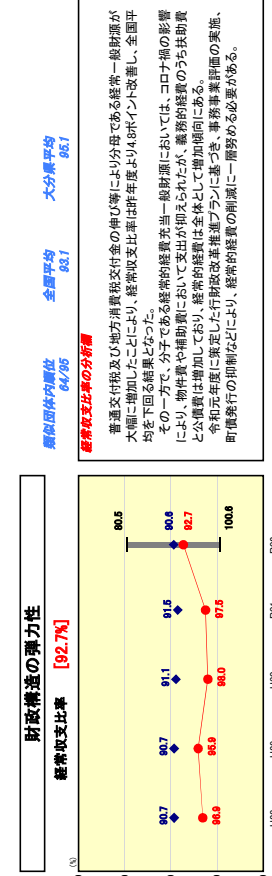 財政構造の弾力性
経常収支比率 [92.7%]
(%)
80.5
90.6
92.7
100.6
90.7
90.7
91.1
91.5
96.9
95.9
98.0
97.5
類似団体内順位
64/95
全国平均
93.1
大分県平均
95.1
経常収支比率の分析欄
普通交付税及び地方消費税交付金の伸び等により分母である経常一般財源が
大幅に増加したことにより、経常収支比率は昨年度より4.8ポイント改善し、全国平
均を下回る結果となった。
その一方で、分子である経常的経費充当一般財源においては、コロナ禍の影響
により、物件費や補助費において支出が抑えられたが、義務的経費のうち扶助費
と公債費は増加しており、経常的経費は全体として増加傾向にある。
令和元年度に策定した行財政改革推進プランに基づき、事務事業評価の実施、
町債発行の抑制などにより、経常的経費の削減に一層努める必要がある。